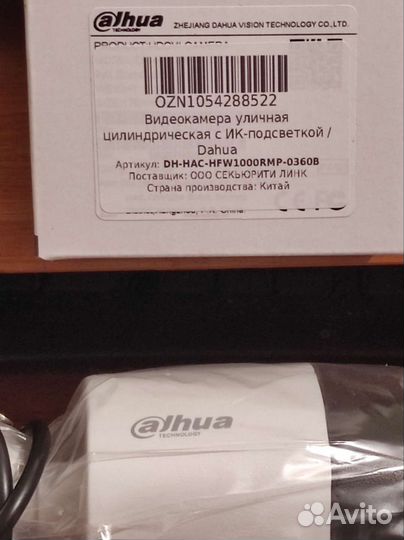 alhua
TECHNOLOGY
ZHEJIANG DAHUA VISION TECHNOLOGY CO.,LTD.
OZN1054288522
Видеокамера уличная
цилиндрическая с ИК-подсветкой /
Dahua
Артикул: DH-HAC-HFW1000RMP-0360B
Поставщик: ООО СЕКЬЮРИТИ ЛИНК
Страна производства: Китай
alhua
TECHNOLOGY
Avito